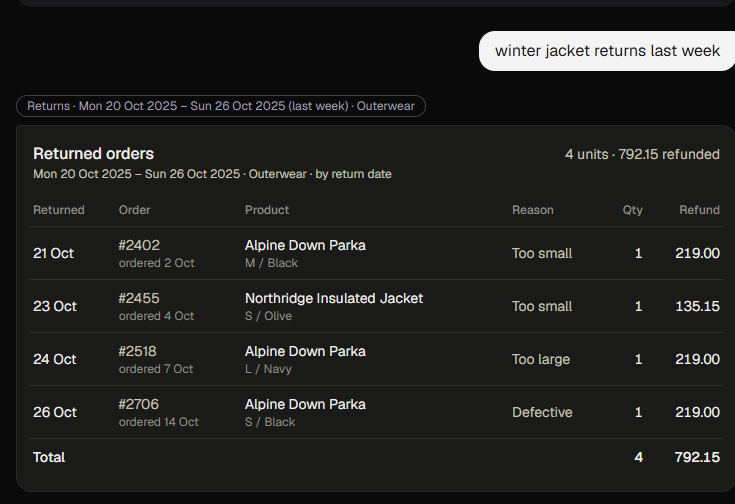 winter jacket returns last week
Returns · Mon 20 Oct 2025 – Sun 26 Oct 2025 (last week) · Outerwear
Returned orders
4 units · 792.15 refunded
Mon 20 Oct 2025 – Sun 26 Oct 2025 · Outerwear · by return date
Returned Order Product Reason Qty Refund
21 Oct #2402 Alpine Down Parka Too small 1 219.00
ordered 2 Oct M / Black
23 Oct #2455 Northridge Insulated Jacket Too small 1 135.15
ordered 4 Oct S / Olive
24 Oct #2518 Alpine Down Parka Too large 1 219.00
ordered 7 Oct L / Navy
26 Oct #2706 Alpine Down Parka Defective 1 219.00
ordered 14 Oct S / Black
Total 4 792.15